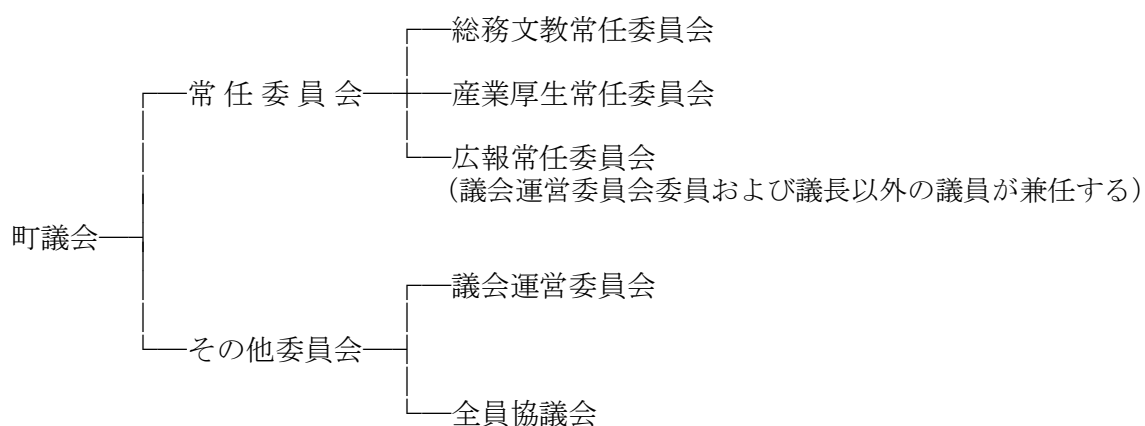 総務文教常任委員会
常 任 委 員 会
産業厚生常任委員会
広報常任委員会
（議会運営委員会委員および議長以外の議員が兼任する）
町議会
議会運営委員会
その他委員会
全員協議会